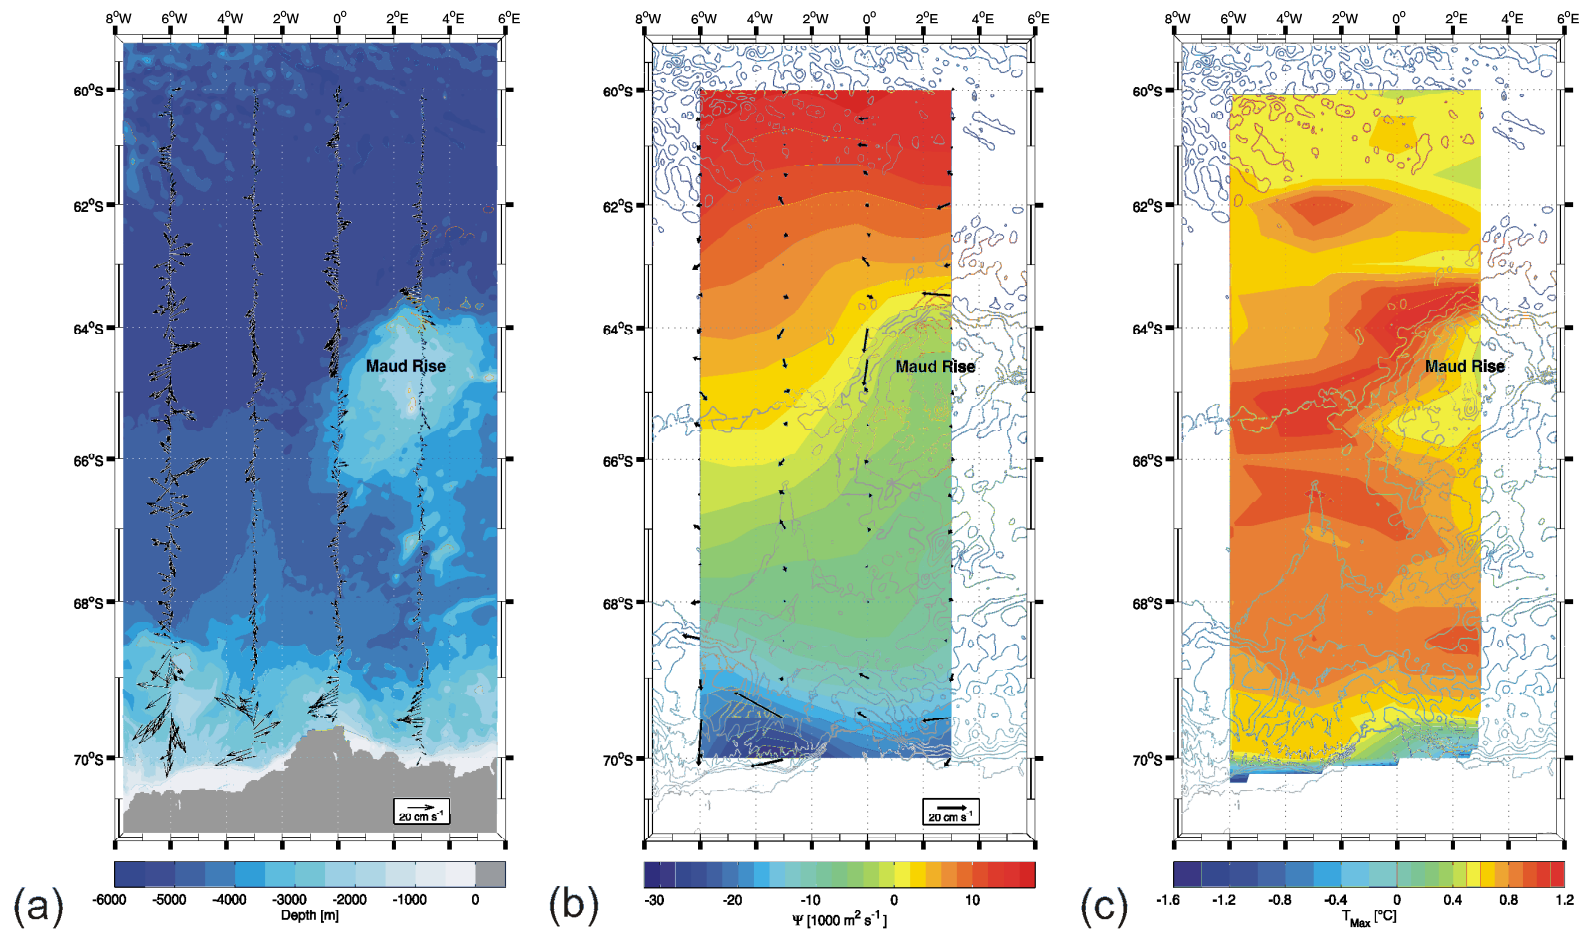 8°W 6°W 4°W 2°W 0° 2°E 4°E 6°E
60°S
62°S
64°S
66°S
68°S
70°S
Maud Rise
20 cm s⁻¹
-6000 -5000 -4000 -3000 -2000 -1000 0
Depth [m]
(a)
8°W 6°W 4°W 2°W 0° 2°E 4°E 6°E
60°S
62°S
64°S
66°S
68°S
70°S
Maud Rise
20 cm s⁻¹
-30 -20 -10 0 10
Ψ [1000 m² s⁻¹]
(b)
8°W 6°W 4°W 2°W 0° 2°E 4°E 6°E
60°S
62°S
64°S
66°S
68°S
70°S
Maud Rise
-1.6 -1.2 -0.8 -0.4 0 0.4 0.8 1.2
T_Max [°C]
(c)